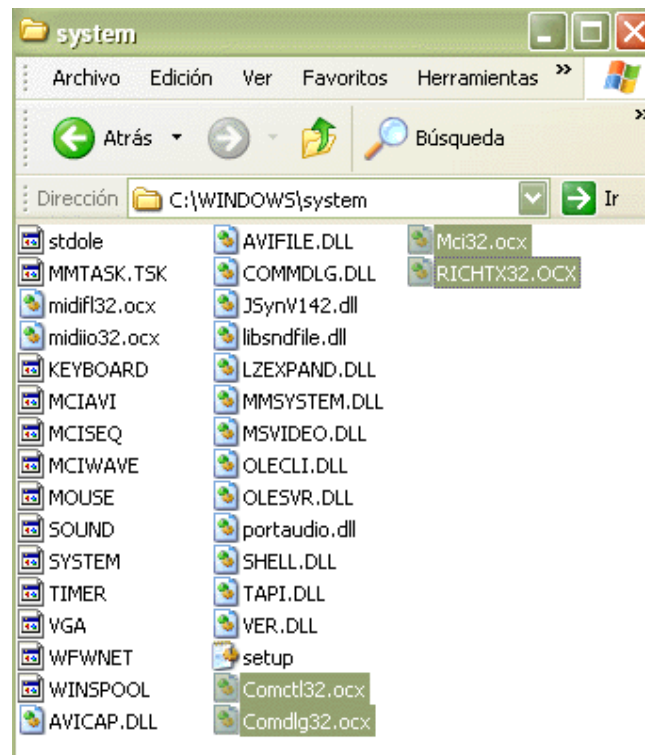 system
Archivo Edición Ver Favoritos Herramientas »
Atrás Búsqueda »
Dirección C:\WINDOWS\system Ir
stdole
MMTASK.TSK
midifl32.ocx
midiio32.ocx
KEYBOARD
MCIAVI
MCISEQ
MCIWAVE
MOUSE
SOUND
SYSTEM
TIMER
VGA
WFWNET
WINSPOOL
AVICAP.DLL
AVIFILE.DLL
COMMDLG.DLL
JSynV142.dll
libsndfile.dll
LZEXPAND.DLL
MMSYSTEM.DLL
MSVIDEO.DLL
OLECLI.DLL
OLESVR.DLL
portaudio.dll
SHELL.DLL
TAPI.DLL
VER.DLL
setup
Comctl32.ocx
Comdlg32.ocx
Mci32.ocx
RICHTX32.OCX